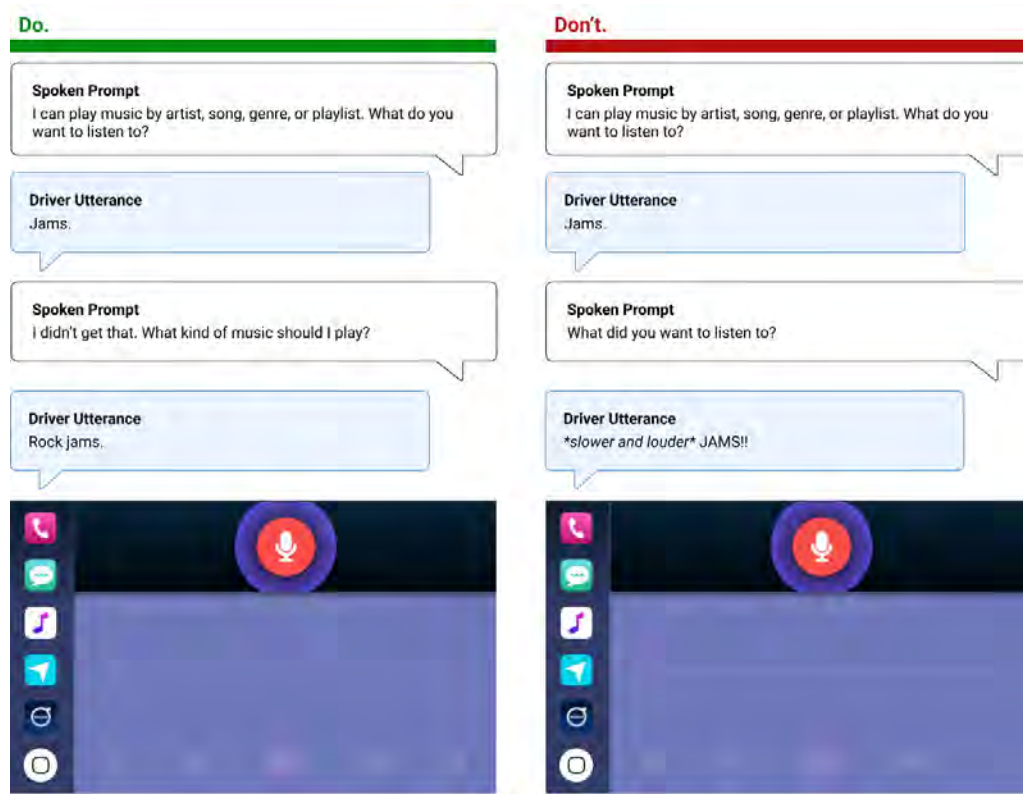 Do.
Spoken Prompt
I can play music by artist, song, genre, or playlist. What do you
want to listen to?
Driver Utterance
Jams.
Spoken Prompt
I didn't get that. What kind of music should I play?
Driver Utterance
Rock jams.
Don't.
Spoken Prompt
I can play music by artist, song, genre, or playlist. What do you
want to listen to?
Driver Utterance
Jams.
Spoken Prompt
What did you want to listen to?
Driver Utterance
*slower and louder* JAMS!!